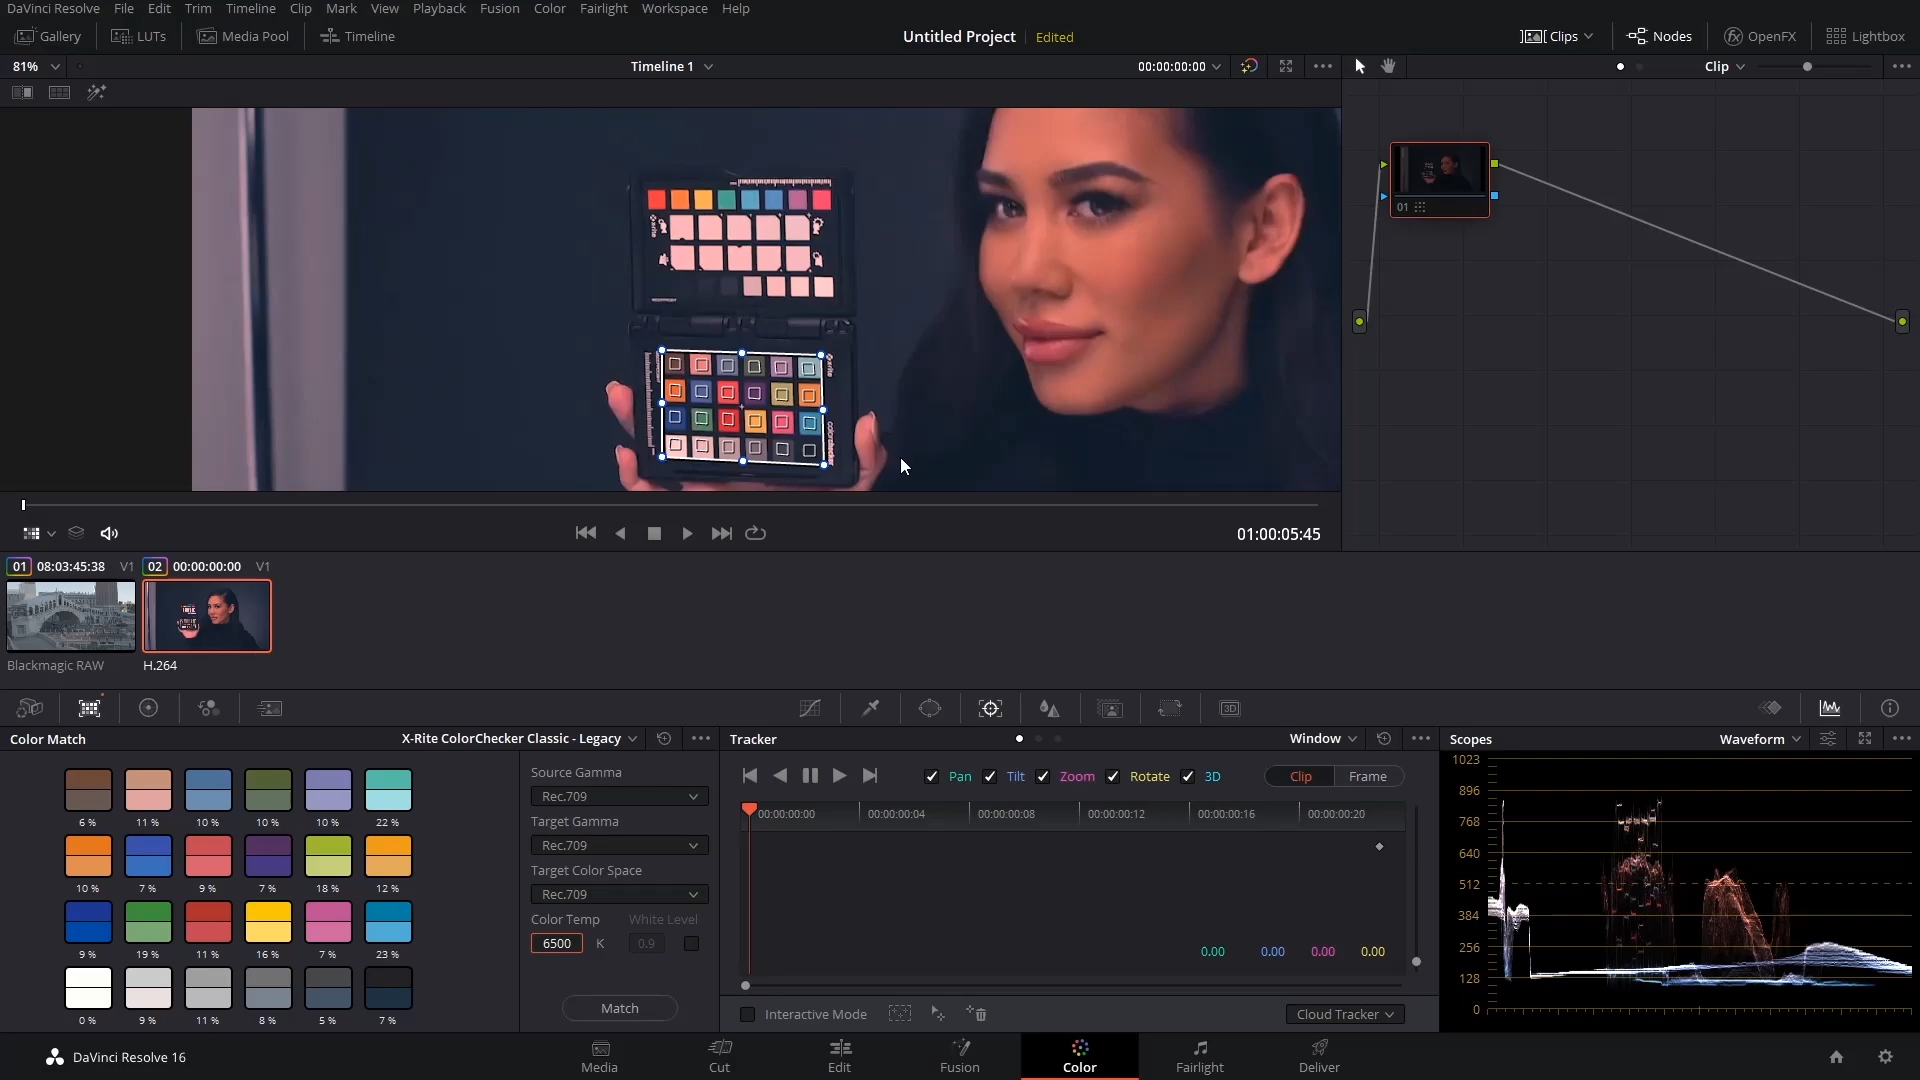 DaVinci Resolve File Edit Trim Timeline Clip Mark View Playback Fusion Color Fairlight Workspace Help
Gallery LUTs Media Pool Timeline Untitled Project Edited Clips Nodes fx OpenFX Lightbox
81% Timeline 1 00:00:00:00 Clip
x-rite
x-rite
colorchecker
01
01:00:05:45
01 08:03:45:38 V1 02 00:00:00:00 V1
Blackmagic RAW H.264
3D
Color Match X-Rite ColorChecker Classic - Legacy Tracker Window Scopes Waveform
6 % 11 % 10 % 10 % 10 % 22 %
10 % 7 % 9 % 7 % 18 % 12 %
9 % 19 % 11 % 16 % 7 % 23 %
0 % 9 % 11 % 8 % 5 % 7 %
Source Gamma
Rec.709
Target Gamma
Rec.709
Target Color Space
Rec.709
Color Temp White Level
6500 K 0.9
Match
Pan Tilt Zoom Rotate 3D Clip Frame
00:00:00:00 00:00:00:04 00:00:00:08 00:00:00:12 00:00:00:16 00:00:00:20
0.00 0.00 0.00 0.00
Interactive Mode Cloud Tracker
1023
896
768
640
512
384
256
128
0
DaVinci Resolve 16 Media Cut Edit Fusion Color Fairlight Deliver